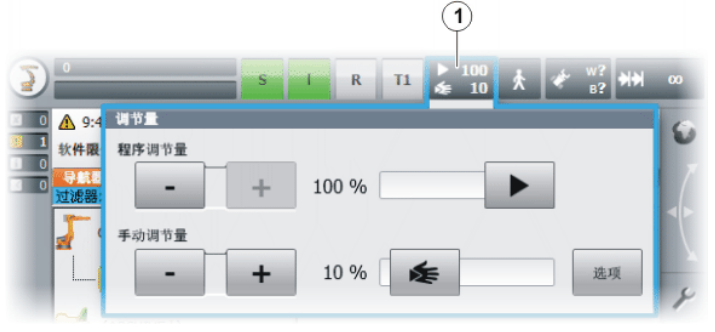 1
0
S
I
R
T1
100
10
W?
B?
∞
0
1
0
0
9:4
调节量
软件限
程序调节量
导航器
过滤器:
-
+
100 %
手动调节量
-
+
10 %
选项